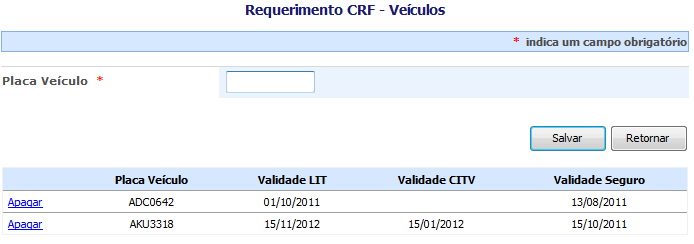 Requerimento CRF - Veículos
* indica um campo obrigatório
Placa Veículo *
Salvar Retornar
Placa Veículo Validade LIT Validade CITV Validade Seguro
Apagar ADC0642 01/10/2011 13/08/2011
Apagar AKU3318 15/11/2012 15/01/2012 15/10/2011